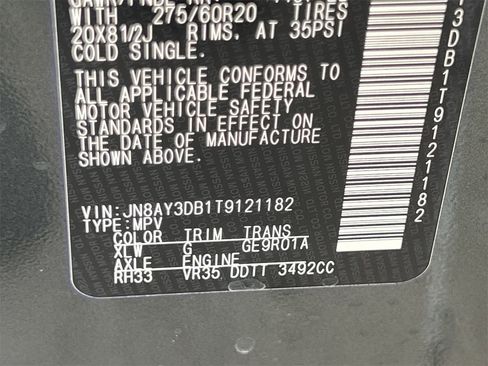 WITH 275/60R20 TIRES
20X81/2J RIMS. AT 35PSI
COLD SINGLE.
THIS VEHICLE CONFORMS TO
ALL APPLICABLE FEDERAL
MOTOR VEHICLE SAFETY
STANDARDS IN EFFECT ON
THE DATE OF MANUFACTURE
SHOWN ABOVE.
VIN:JN8AY3DB1T9121182
TYPE:MPV
COLOR TRIM TRANS
XLW G GE9R01A
AXLE ENGINE
RH33 VR35 DDTT 3492CC
3DB1T9121182